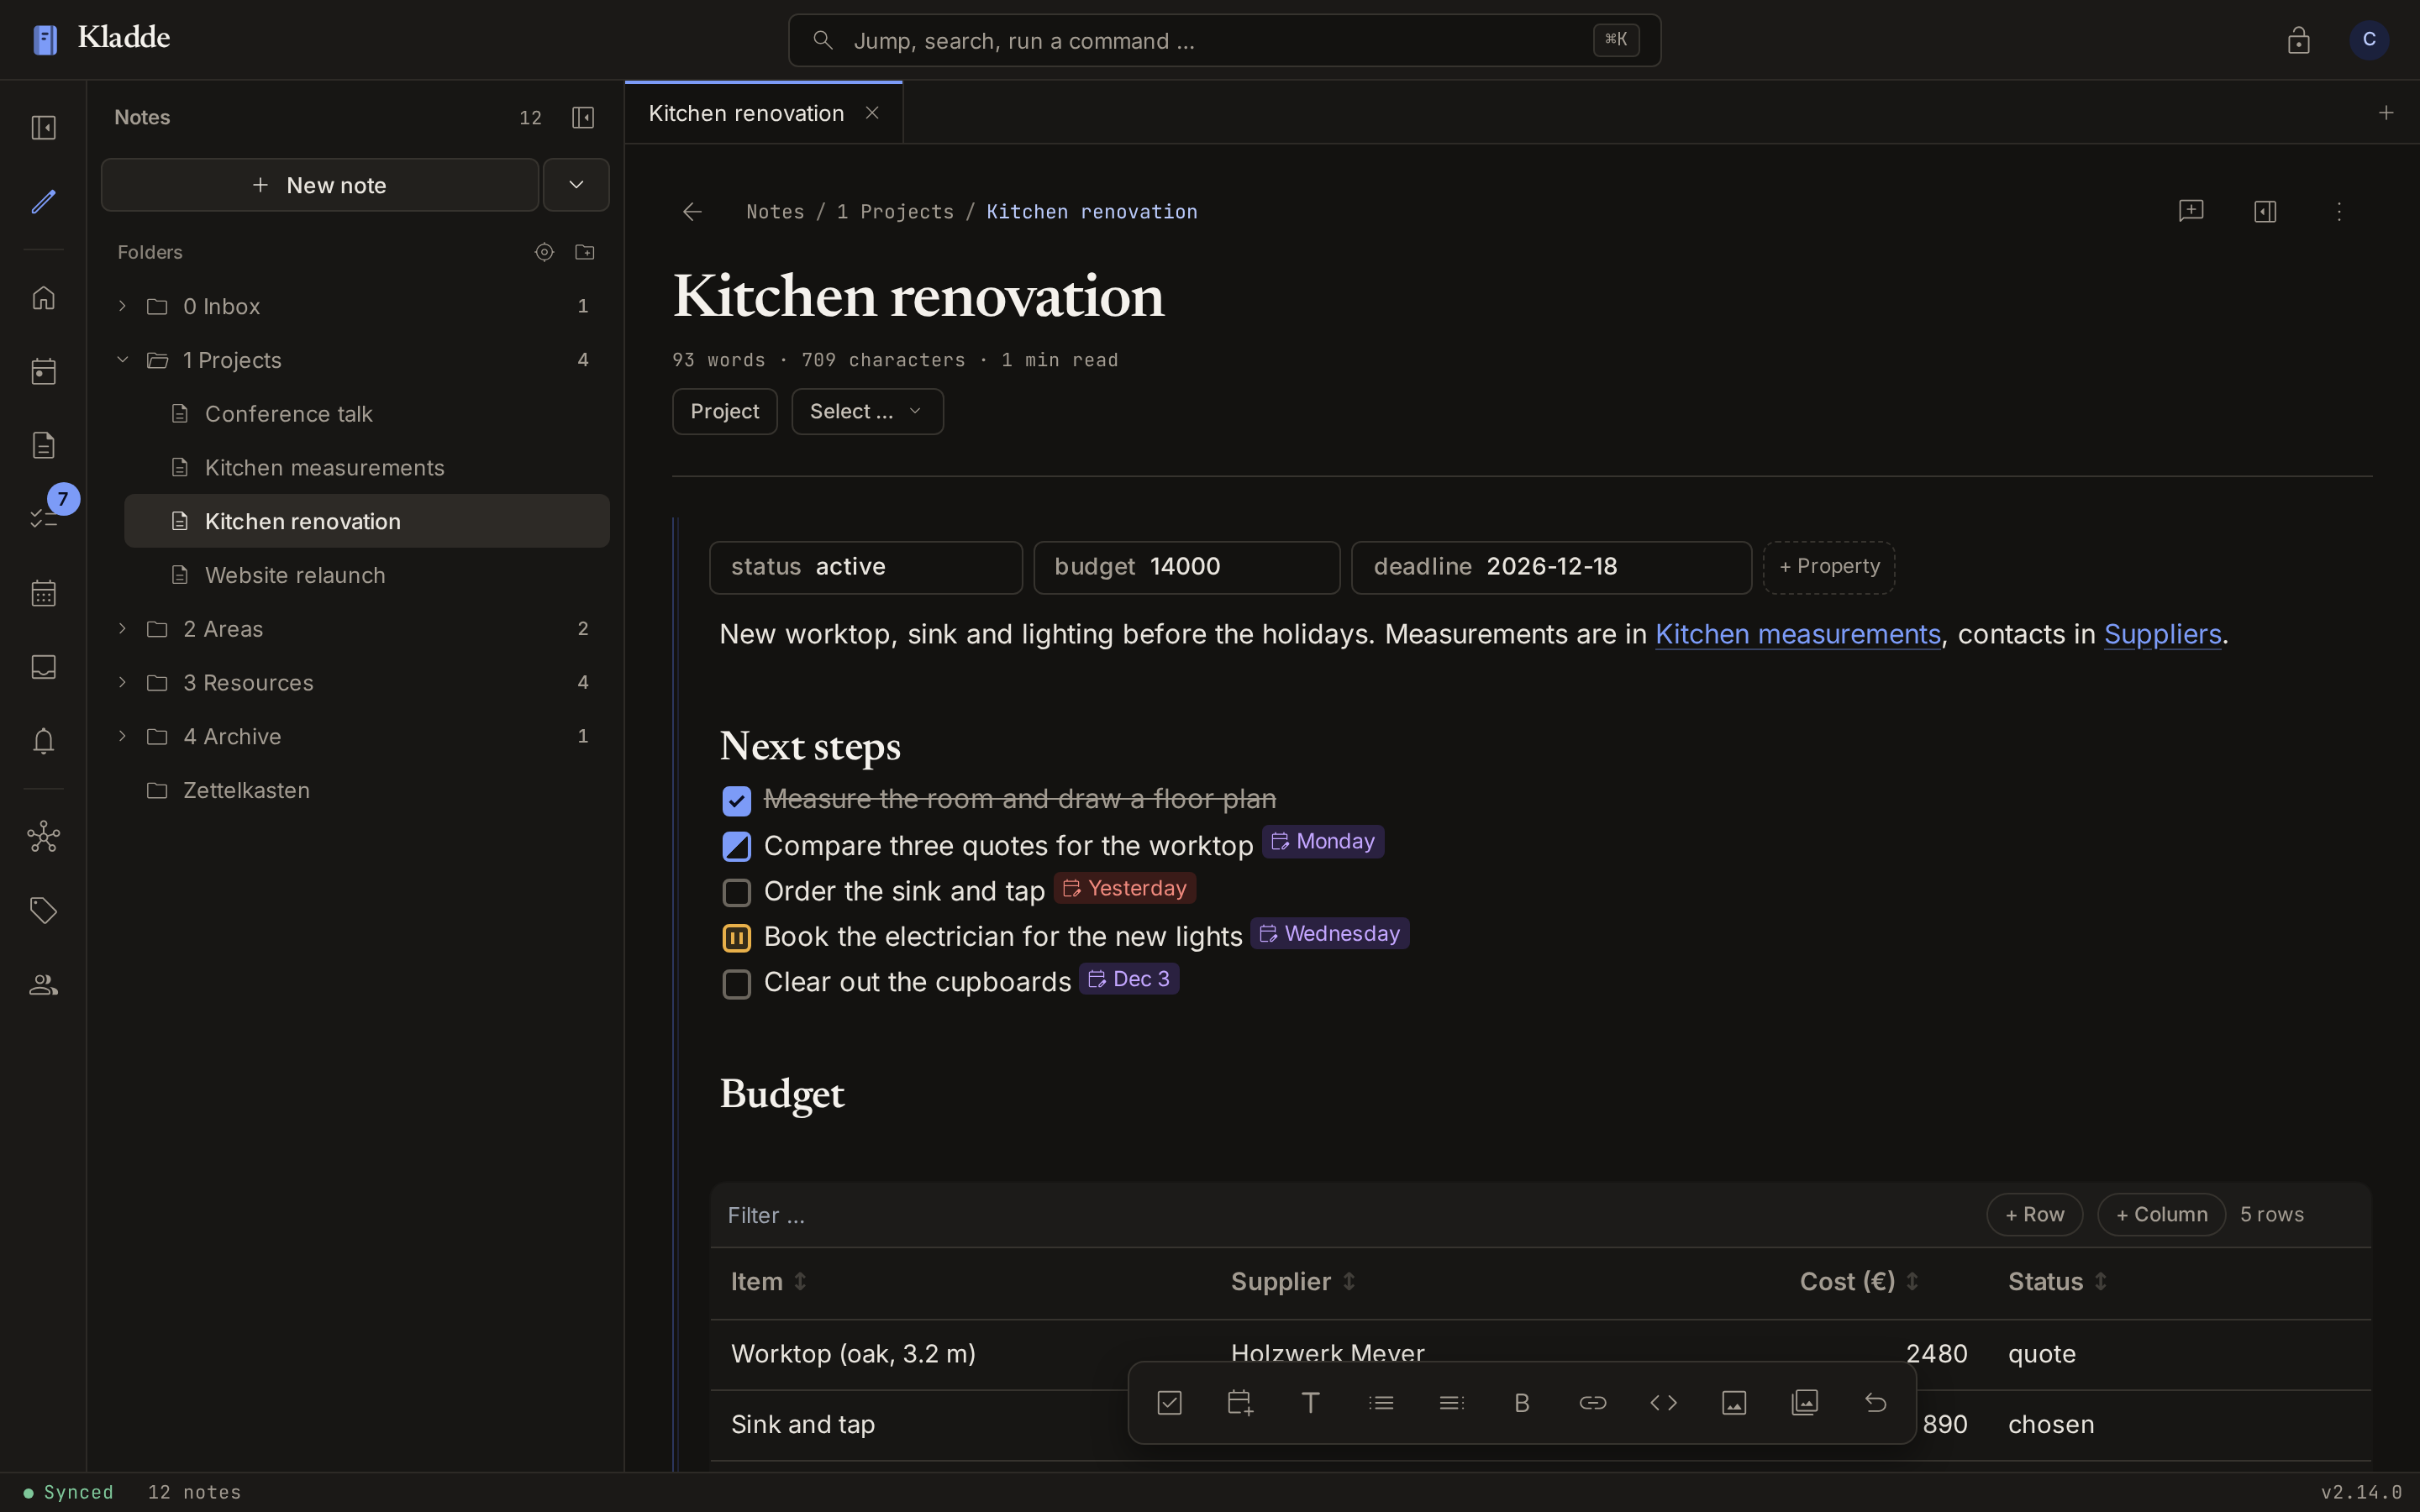 Kladde
Jump, search, run a command ...
⌘K
C
Notes 12
New note
Folders
0 Inbox 1
1 Projects 4
Conference talk
Kitchen measurements
Kitchen renovation
Website relaunch
2 Areas 2
3 Resources 4
4 Archive 1
Zettelkasten
7
Kitchen renovation
Notes / 1 Projects / Kitchen renovation
Kitchen renovation
93 words · 709 characters · 1 min read
Project Select ...
status active budget 14000 deadline 2026-12-18 + Property
New worktop, sink and lighting before the holidays. Measurements are in Kitchen measurements, contacts in Suppliers.
Next steps
Measure the room and draw a floor plan
Compare three quotes for the worktop Monday
Order the sink and tap Yesterday
Book the electrician for the new lights Wednesday
Clear out the cupboards Dec 3
Budget
Filter ... + Row + Column 5 rows
Item Supplier Cost (€) Status
Worktop (oak, 3.2 m) Holzwerk Meyer 2480 quote
Sink and tap 890 chosen
Synced 12 notes v2.14.0